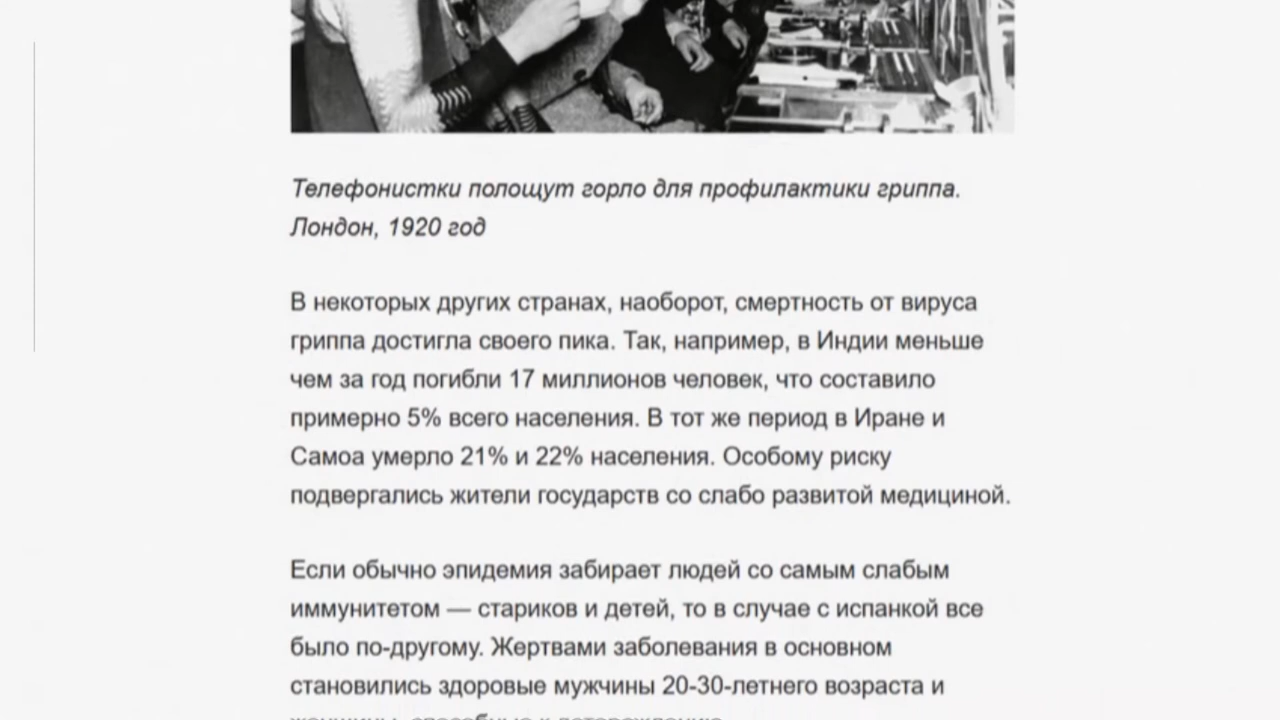 Телефонистки полощут горло для профилактики гриппа.
Лондон, 1920 год
В некоторых других странах, наоборот, смертность от вируса
гриппа достигла своего пика. Так, например, в Индии меньше
чем за год погибли 17 миллионов человек, что составило
примерно 5% всего населения. В тот же период в Иране и
Самоа умерло 21% и 22% населения. Особому риску
подвергались жители государств со слабо развитой медициной.
Если обычно эпидемия забирает людей со самым слабым
иммунитетом — стариков и детей, то в случае с испанкой все
было по-другому. Жертвами заболевания в основном
становились здоровые мужчины 20-30-летнего возраста и